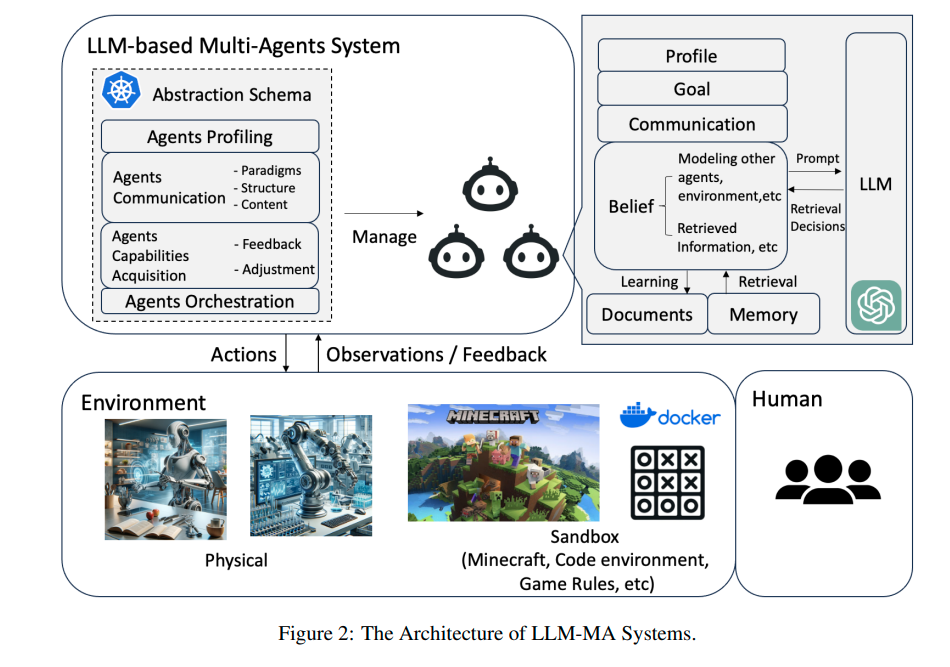 LLM-based Multi-Agents System
Abstraction Schema
Agents Profiling
Agents
Communication
- Paradigms
- Structure
- Content
Agents
Capabilities
Acquisition
- Feedback
- Adjustment
Agents Orchestration
Manage
Profile
Goal
Communication
Belief
Modeling other
agents,
environment,etc
Retrieved
Information, etc
Prompt
Retrieval
Decisions
LLM
Learning
Retrieval
Documents
Memory
Actions
Observations / Feedback
Environment
MINECRAFT
docker
O X X
O X X
O O O
Physical
Sandbox
(Minecraft, Code environment,
Game Rules, etc)
Human
Figure 2: The Architecture of LLM-MA Systems.